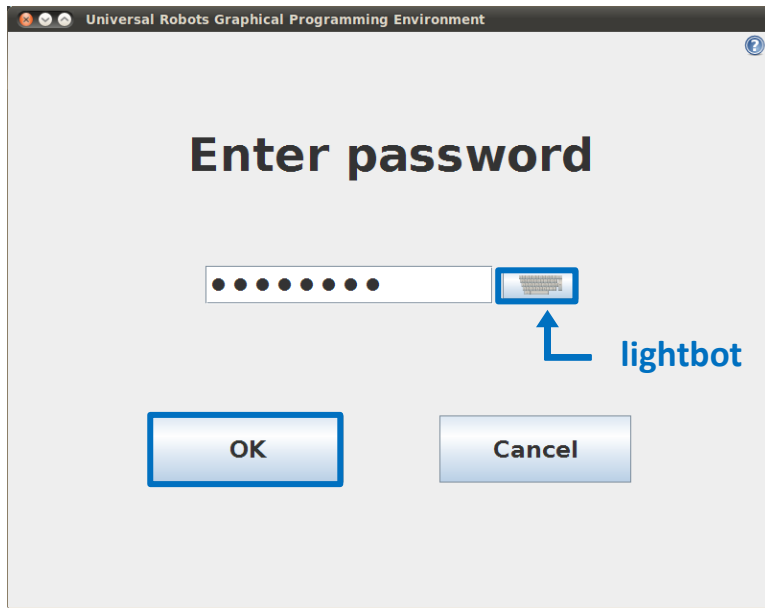 Universal Robots Graphical Programming Environment
?
Enter password
●●●●●●●●
lightbot
OK
Cancel